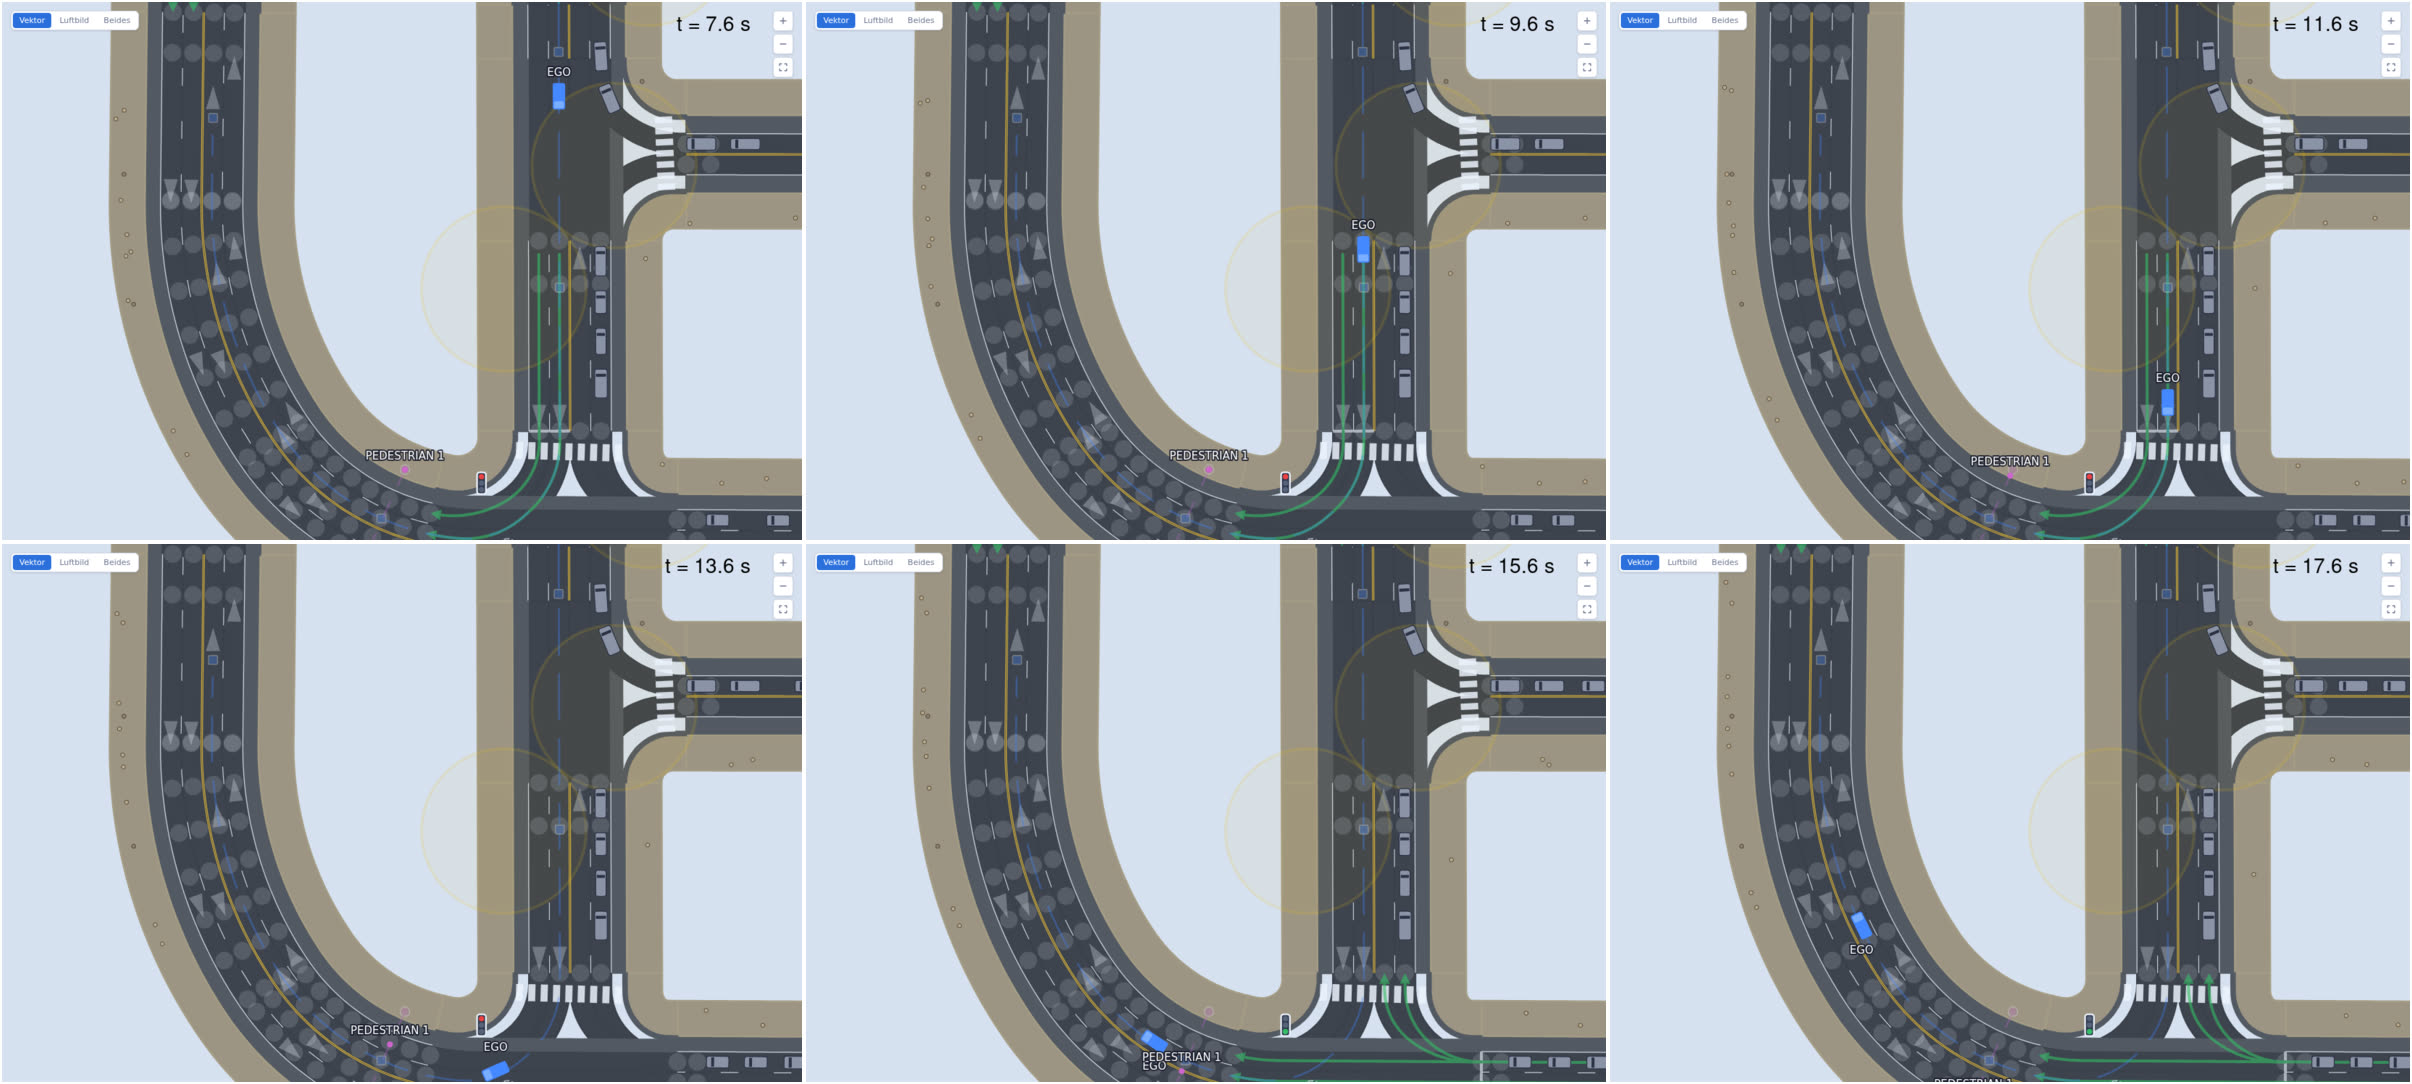 Vektor Luftbild Beides
t = 7.6 s
+
−
EGO
PEDESTRIAN 1
Vektor Luftbild Beides
t = 9.6 s
+
−
EGO
PEDESTRIAN 1
Vektor Luftbild Beides
t = 11.6 s
+
−
EGO
PEDESTRIAN 1
Vektor Luftbild Beides
t = 13.6 s
+
−
PEDESTRIAN 1
EGO
Vektor Luftbild Beides
t = 15.6 s
+
−
PEDESTRIAN 1
EGO
Vektor Luftbild Beides
t = 17.6 s
+
−
EGO
PEDESTRIAN 1